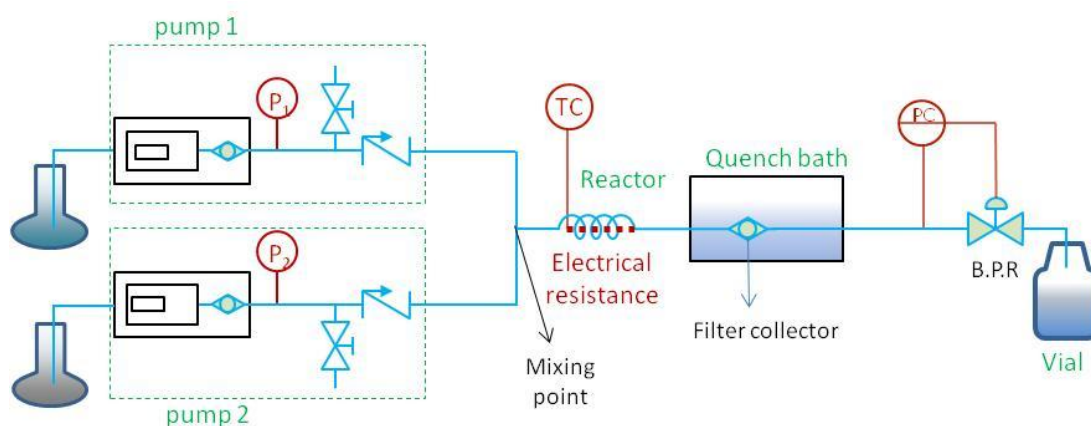 pump 1
P1
TC
PC
Quench bath
Reactor
P2
Electrical
resistance
B.P.R
Filter collector
Mixing
point
Vial
pump 2